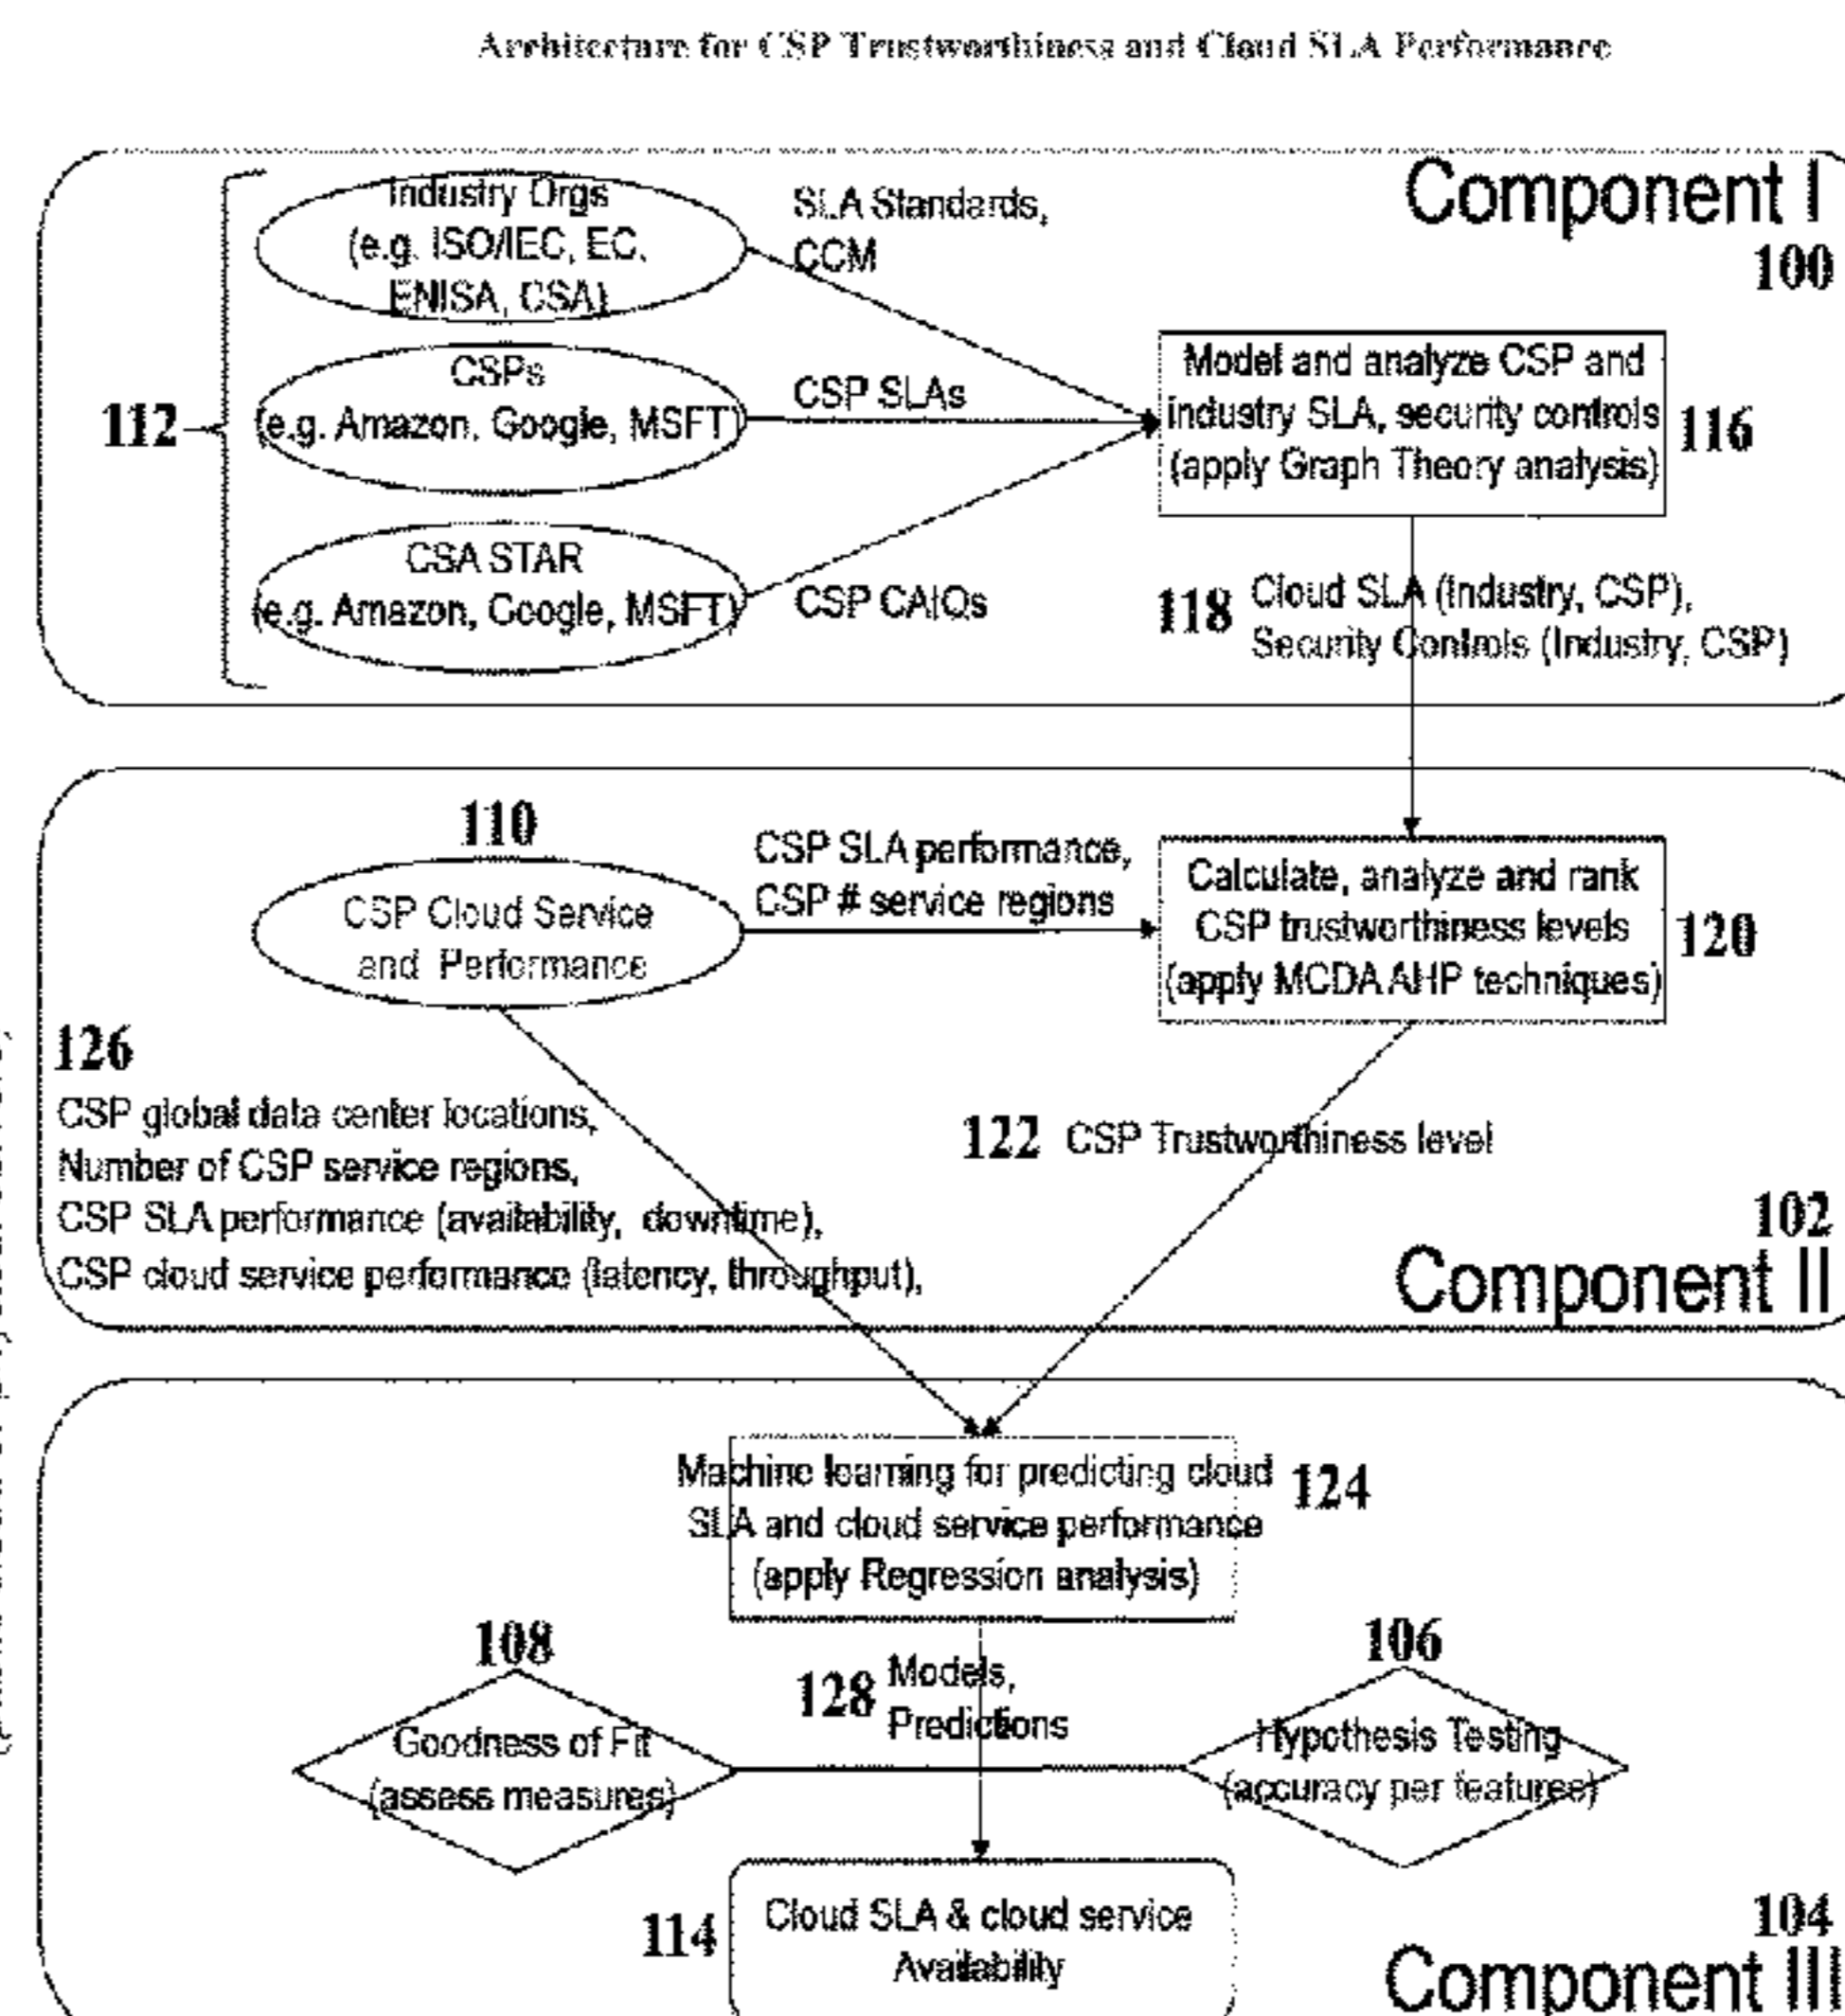 Architecture for CSP Trustworthiness and Cloud SLA Performance
Component I
100
Industry Orgs
(e.g. ISO/IEC, EC,
ENISA, CSA)
SLA Standards,
CCM
112
CSPs
(e.g. Amazon, Google, MSFT)
CSP SLAs
Model and analyze CSP and
industry SLA, security controls
(apply Graph Theory analysis)
116
CSA STAR
(e.g. Amazon, Google, MSFT)
CSP CAIQs
118
Cloud SLA (Industry, CSP),
Security Controls (Industry, CSP)
110
CSP Cloud Service
and Performance
CSP SLA performance,
CSP # service regions
Calculate, analyze and rank
CSP trustworthiness levels
(apply MCDA AHP techniques)
120
126
CSP global data center locations,
Number of CSP service regions,
CSP SLA performance (availability, downtime),
CSP cloud service performance (latency, throughput),
122 CSP Trustworthiness level
102
Component II
Machine learning for predicting cloud
SLA and cloud service performance
(apply Regression analysis)
124
108
Goodness of Fit
(assess measures)
128
Models,
Predictions
106
Hypothesis Testing
(accuracy per features)
114
Cloud SLA & cloud service
Availability
104
Component III